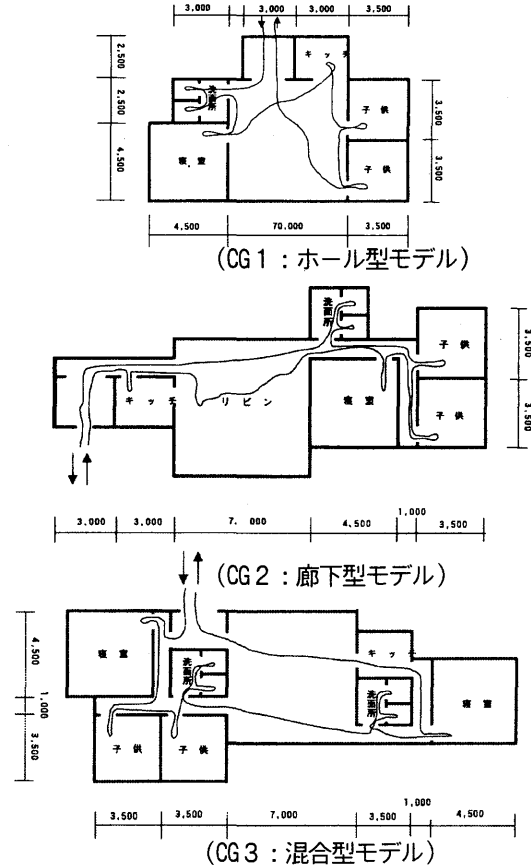 3,000 3,000 3,000 3,500
2,500
2,500
4,500
キッチ
洗面所
寝室
子供
子供
3,500
3,500
4,500 70,000 3,500
(CG1:ホール型モデル)
洗面所
子供
キッチ
リビン
寝室
子供
3,500
3,500
3,000 3,000 7,000 4,500 1,000 3,500
(CG2:廊下型モデル)
4,500
1,000
3,500
寝室
洗面所
キッチ
洗面所
寝室
子供
子供
3,500 3,500 7,000 3,500 1,000 4,500
(CG3:混合型モデル)